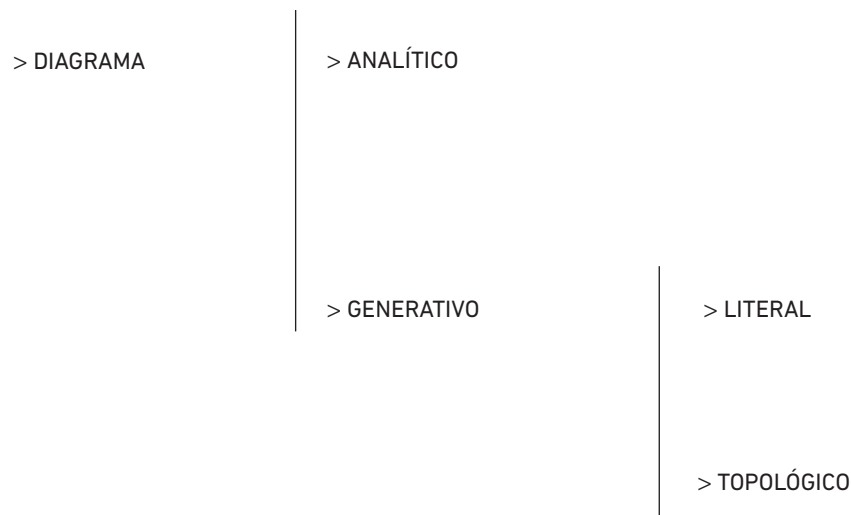 > DIAGRAMA
> ANALÍTICO
> GENERATIVO
> LITERAL
> TOPOLÓGICO